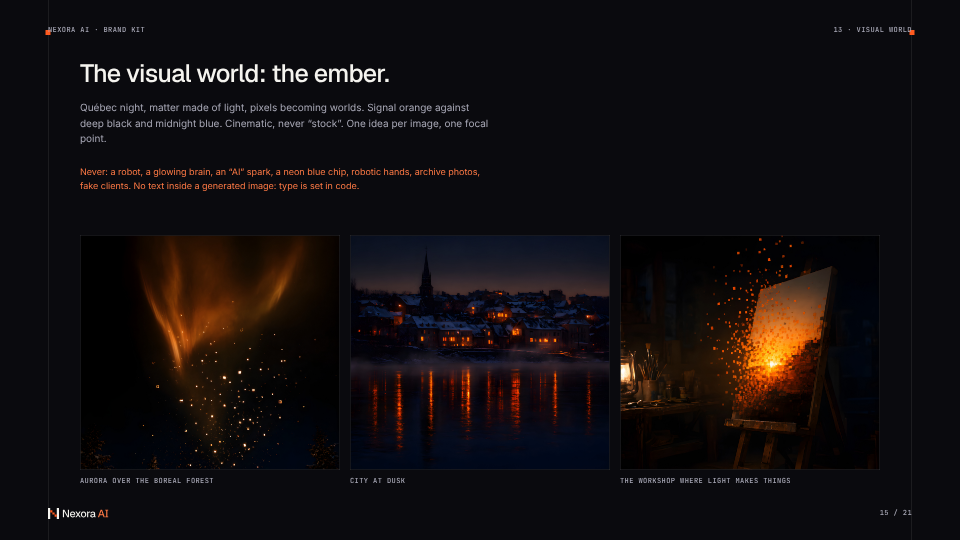 NEXORA AI · BRAND KIT
13 · VISUAL WORLD
The visual world: the ember.
Québec night, matter made of light, pixels becoming worlds. Signal orange against
deep black and midnight blue. Cinematic, never “stock”. One idea per image, one focal
point.
Never: a robot, a glowing brain, an “AI” spark, a neon blue chip, robotic hands, archive photos,
fake clients. No text inside a generated image: type is set in code.
AURORA OVER THE BOREAL FOREST
CITY AT DUSK
THE WORKSHOP WHERE LIGHT MAKES THINGS
Nexora AI
15 / 21